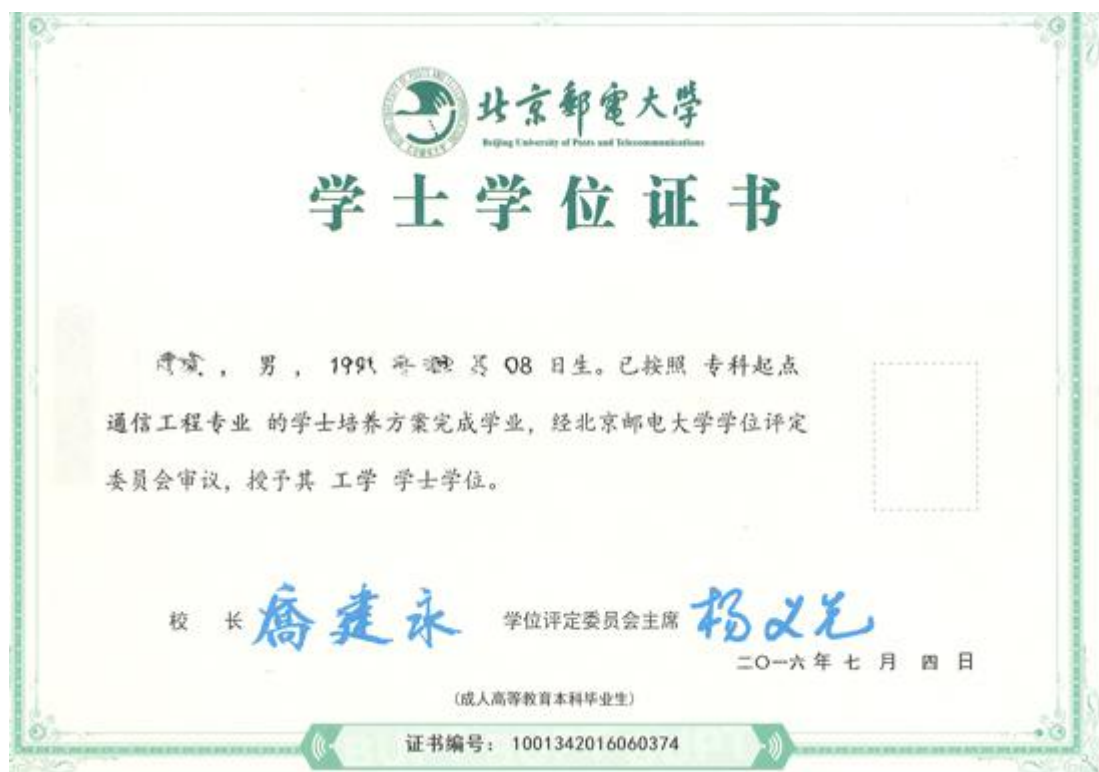 北京郵電大學
Beijing University of Posts and Telecommunications
学士学位证书
，男，1991 08 日生。已按照 专科起点
通信工程专业 的学士培养方案完成学业，经北京邮电大学学位评定
委员会审议，授予其 工学 学士学位。
校 长 喬建永 学位评定委员会主席 杨义先
二〇一六年七月四日
(成人高等教育本科毕业生)
证书编号： 1001342016060374